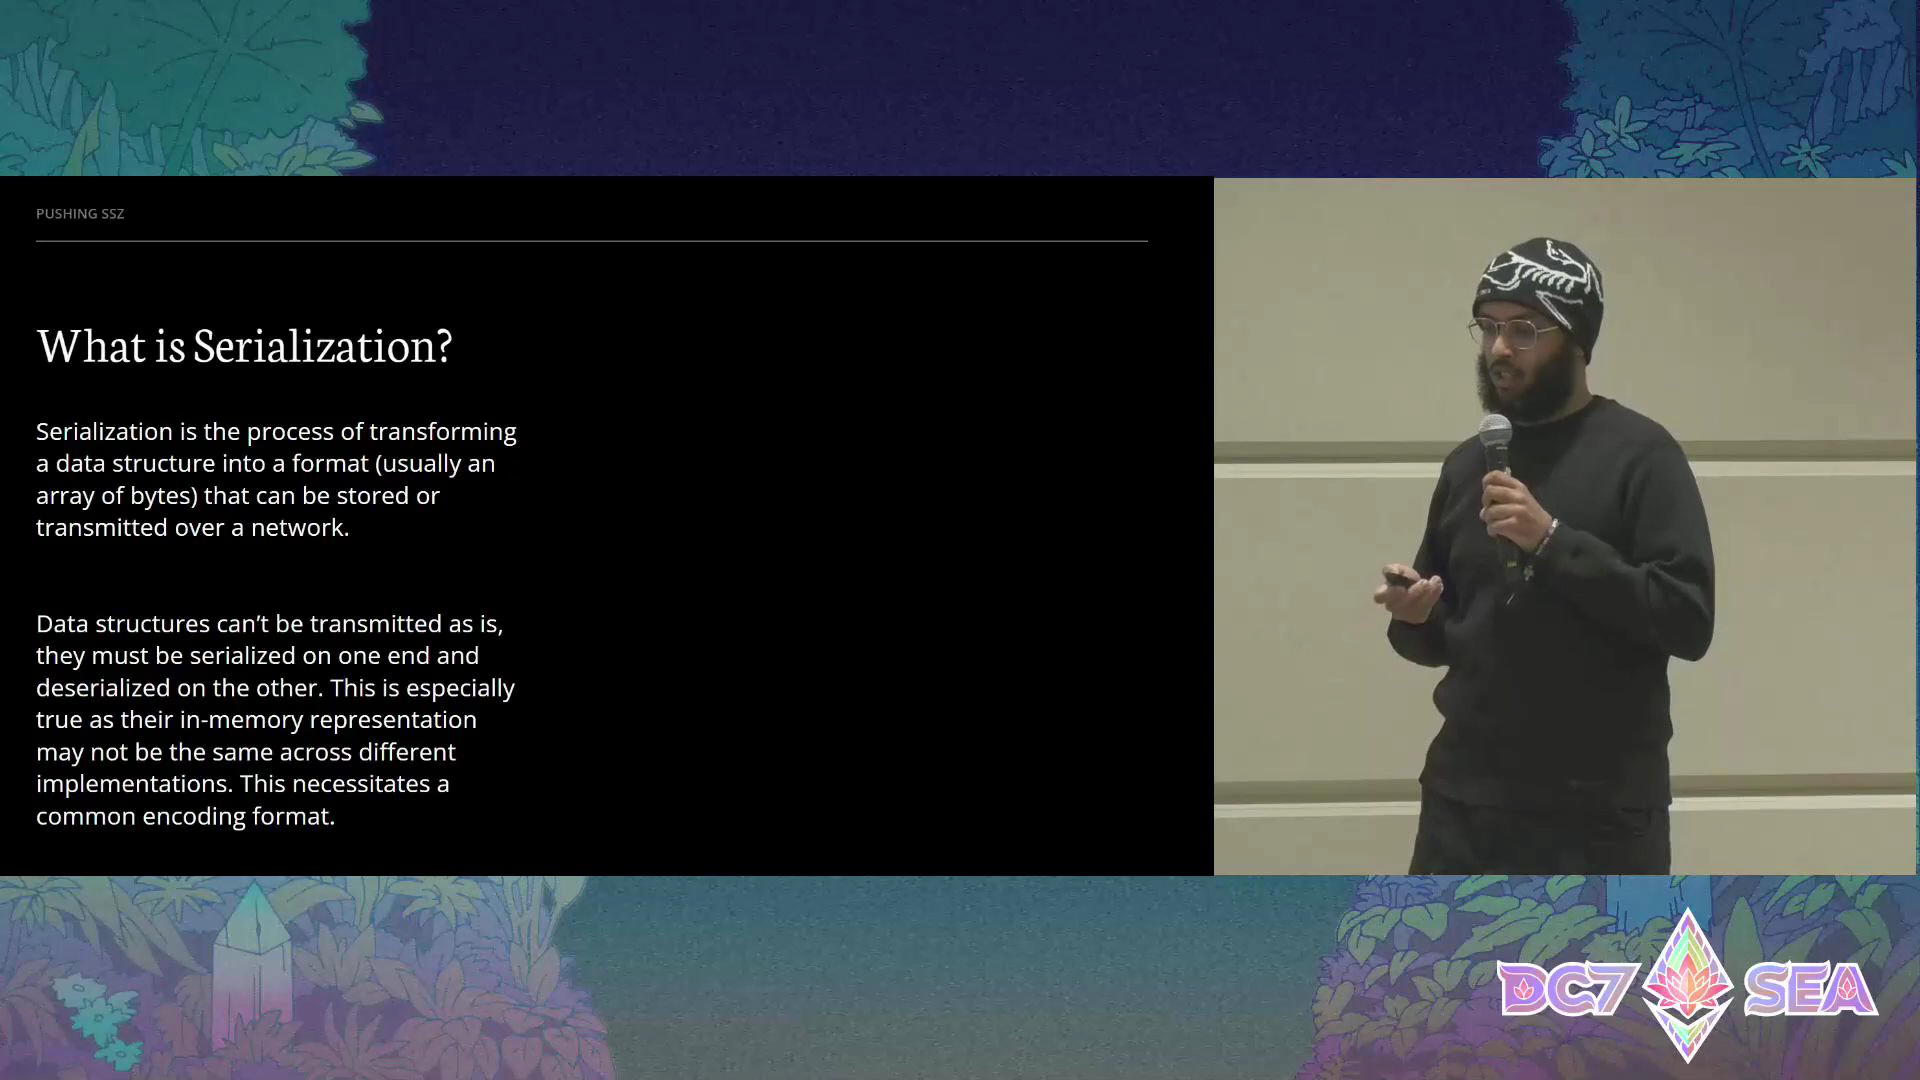 PUSHING SSZ
What is Serialization?
Serialization is the process of transforming
a data structure into a format (usually an
array of bytes) that can be stored or
transmitted over a network.
Data structures can’t be transmitted as is,
they must be serialized on one end and
deserialized on the other. This is especially
true as their in-memory representation
may not be the same across different
implementations. This necessitates a
common encoding format.
DC7 SEA